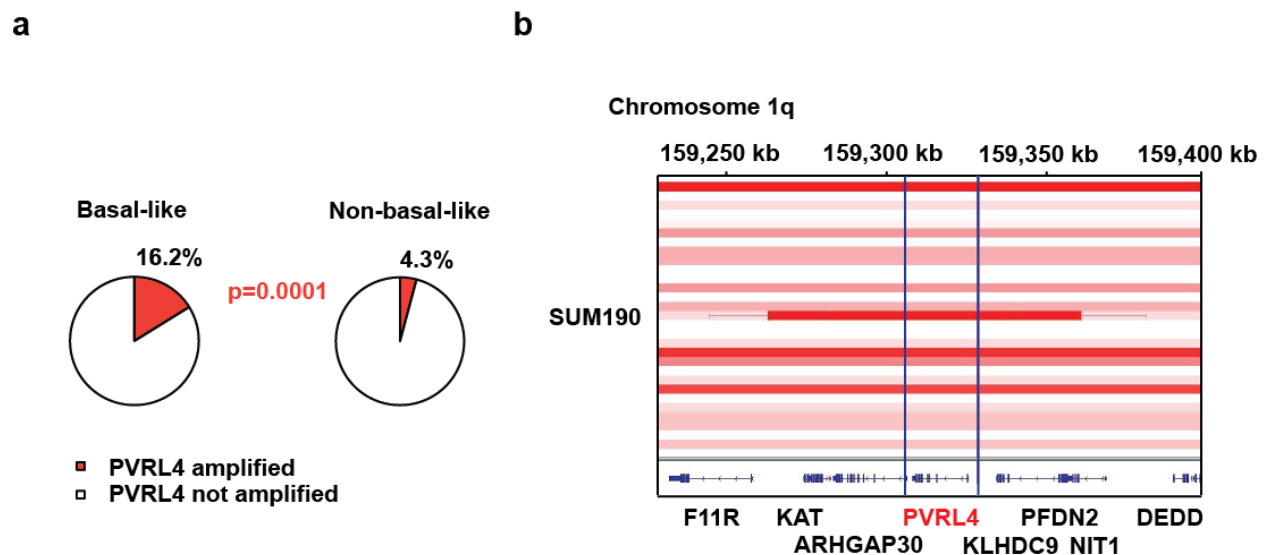 a
Basal-like
Non-basal-like
16.2%
4.3%
p=0.0001
PVRL4 amplified
PVRL4 not amplified
b
Chromosome 1q
159,250 kb 159,300 kb 159,350 kb 159,400 kb
SUM190
F11R KAT PVRL4 PFDN2 DEDD
ARHGAP30 KLHDC9 NIT1